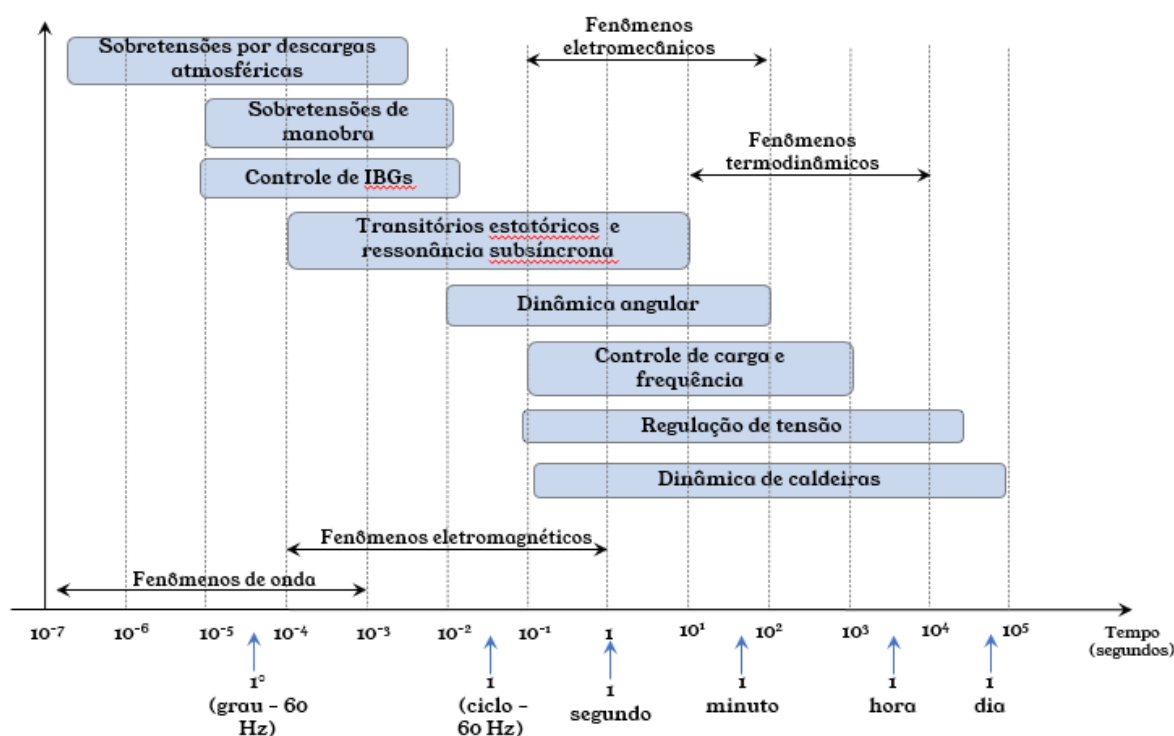 Fenômenos
eletromecânicos
Sobretensões por descargas
atmosféricas
Sobretensões de
manobra
Fenômenos
termodinâmicos
Controle de IBGs
Transitórios estatóricos e
ressonância subsíncrona
Dinâmica angular
Controle de carga e
frequência
Regulação de tensão
Dinâmica de caldeiras
Fenômenos eletromagnéticos
Fenômenos de onda
10⁻⁷ 10⁻⁶ 10⁻⁵ 10⁻⁴ 10⁻³ 10⁻² 10⁻¹ 1 10¹ 10² 10³ 10⁴ 10⁵
Tempo
(segundos)
1°
(grau – 60
Hz)
1
(ciclo –
60 Hz)
1
segundo
1
minuto
1
hora
1
dia